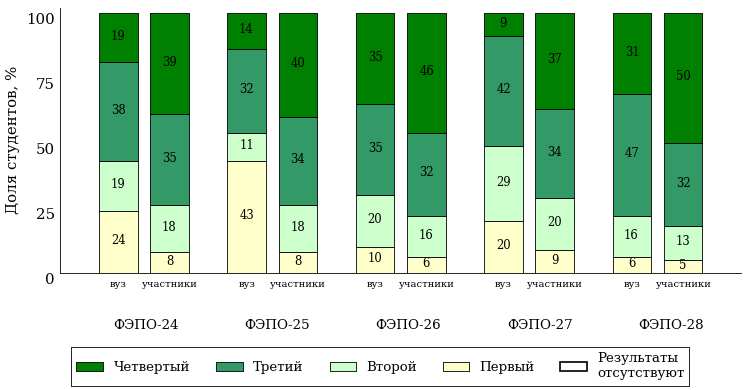 Доля студентов, %
100
75
50
25
0
19 39 14 40 35 46 9 37 31 50
38 35 32 34 35 32 42 34 47 32
19 18 11 18 20 16 29 20 16 13
24 8 43 8 10 6 20 9 6 5
вуз участники вуз участники вуз участники вуз участники вуз участники
ФЭПО-24 ФЭПО-25 ФЭПО-26 ФЭПО-27 ФЭПО-28
Четвертый Третий Второй Первый Результаты
отсутствуют